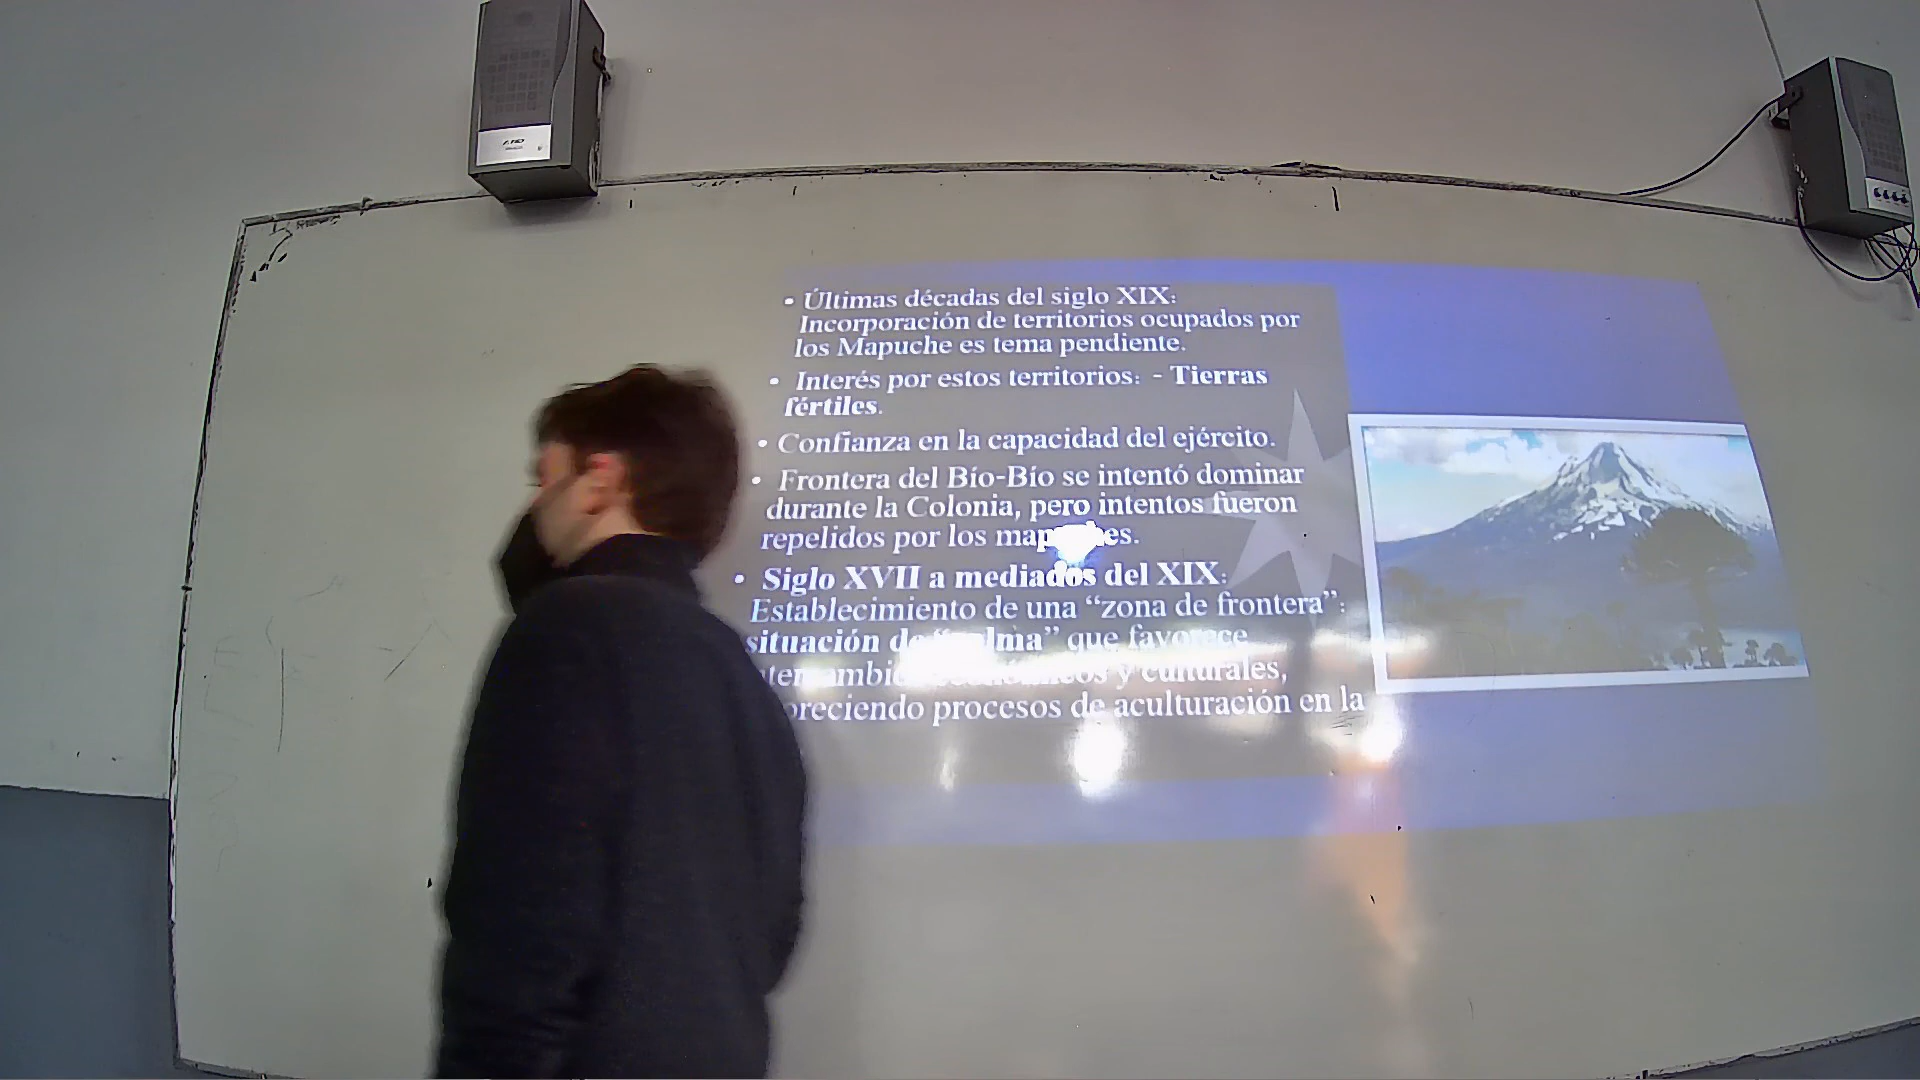 • Últimas décadas del siglo XIX:
Incorporación de territorios ocupados por
los Mapuche es tema pendiente.
• Interés por estos territorios: - Tierras
fértiles.
• Confianza en la capacidad del ejército.
• Frontera del Bío-Bío se intentó dominar
durante la Colonia, pero intentos fueron
repelidos por los
• Siglo XVII a mediados del XIX:
Establecimiento de una “zona de frontera”:
situación que favorece
y culturales,
procesos de aculturación en la